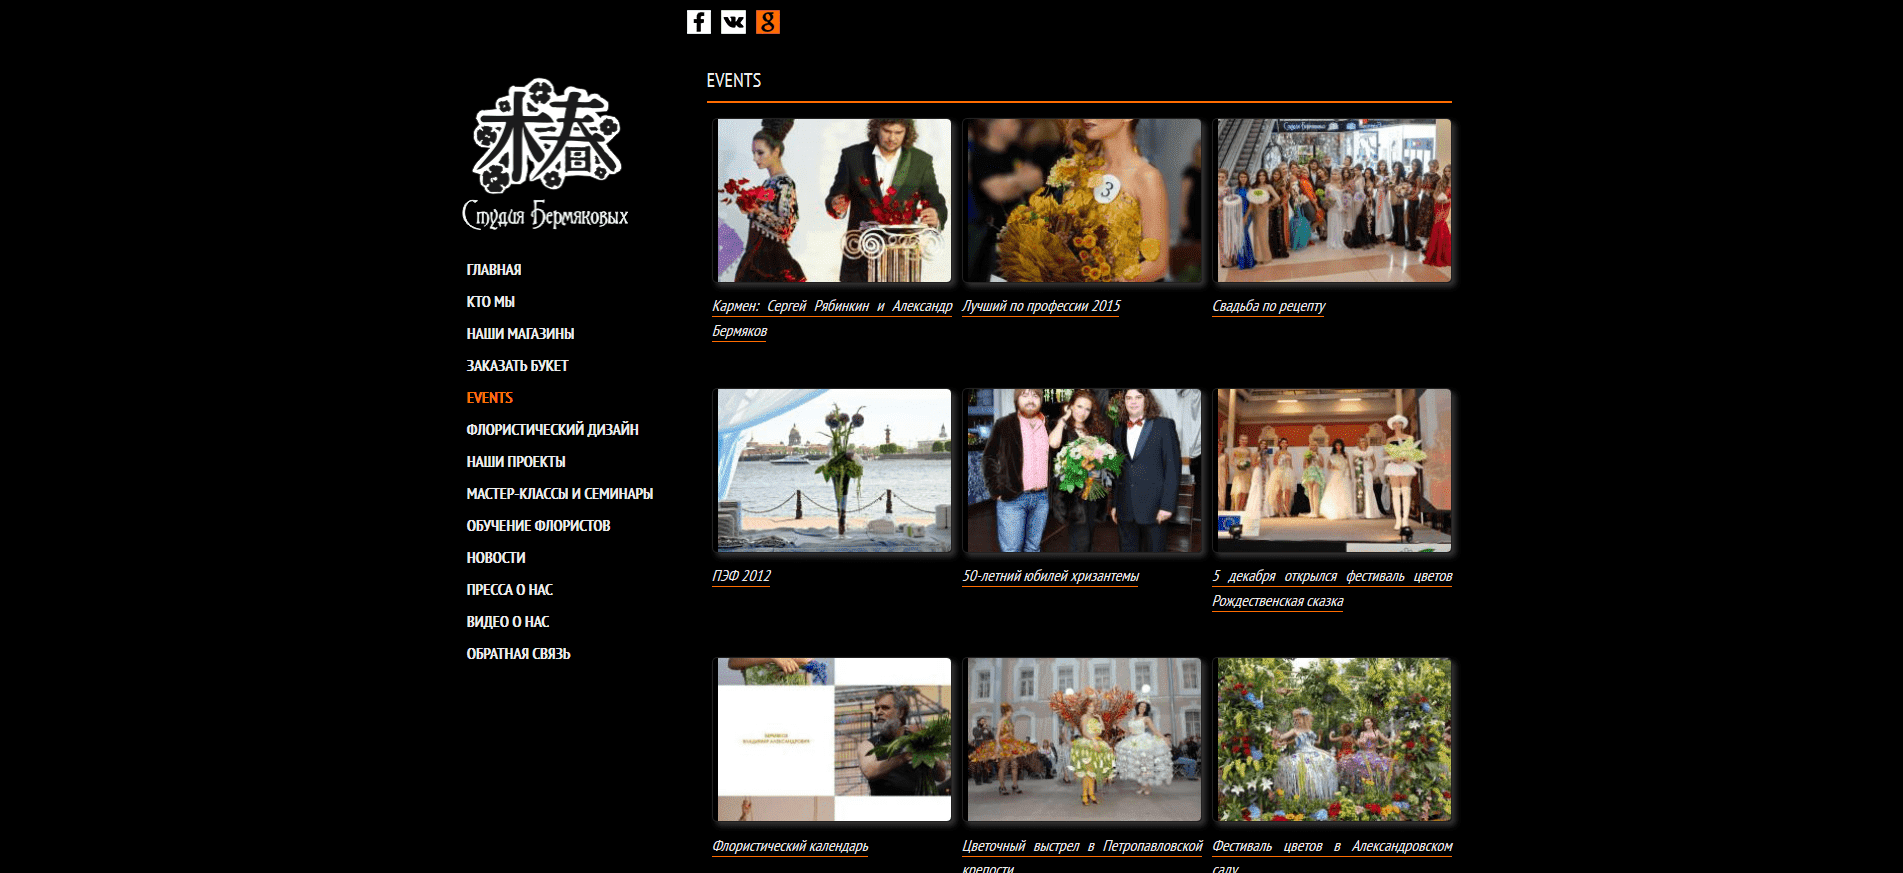 EVENTS
Студия Бермяковых
ГЛАВНАЯ
КТО МЫ
НАШИ МАГАЗИНЫ
ЗАКАЗАТЬ БУКЕТ
EVENTS
ФЛОРИСТИЧЕСКИЙ ДИЗАЙН
НАШИ ПРОЕКТЫ
МАСТЕР-КЛАССЫ И СЕМИНАРЫ
ОБУЧЕНИЕ ФЛОРИСТОВ
НОВОСТИ
ПРЕССА О НАС
ВИДЕО О НАС
ОБРАТНАЯ СВЯЗЬ
3
Кармен: Сергей Рябинкин и Александр
Бермяков
Лучший по профессии 2015
Свадьба по рецепту
ПЭФ 2012
50-летний юбилей хризантемы
5 декабря открылся фестиваль цветов
Рождественская сказка
Флористический календарь
Цветочный выстрел в Петропавловской
крепости
Фестиваль цветов в Александровском
саду